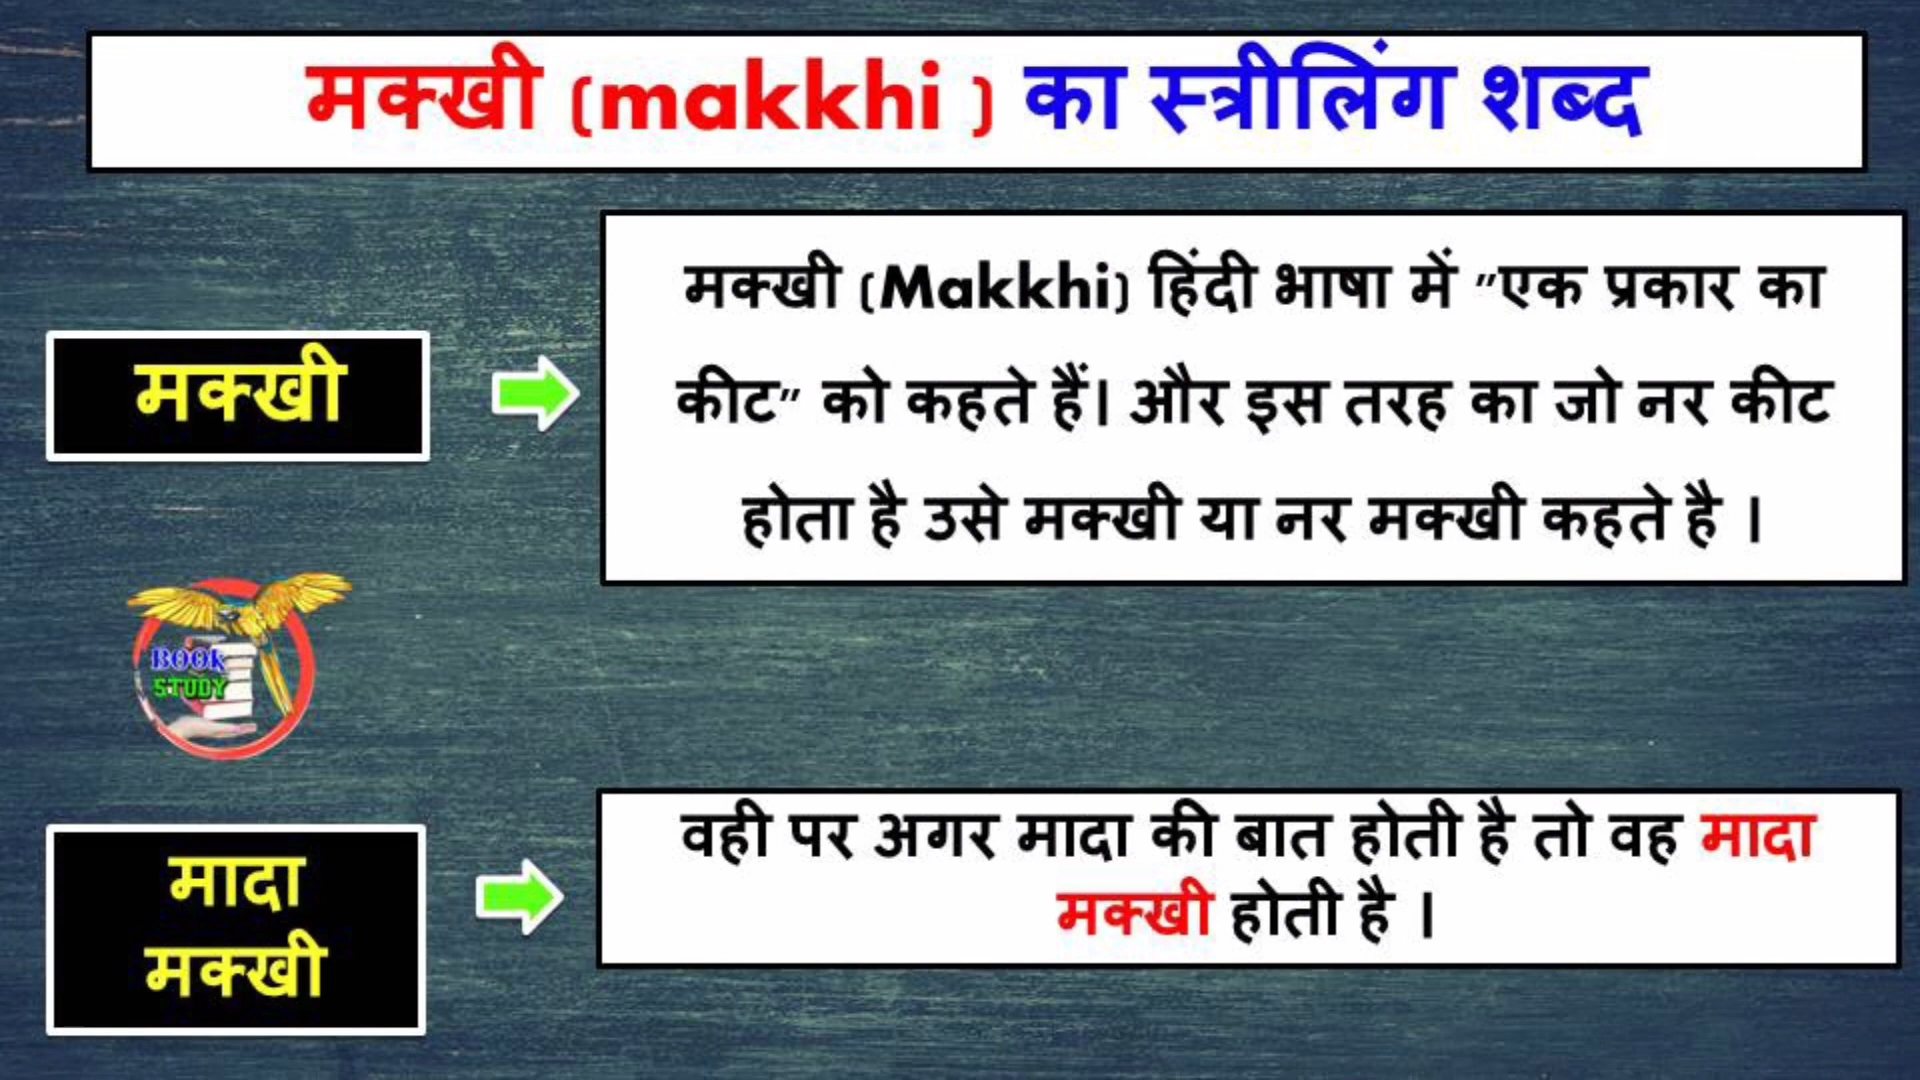 मक्खी (makkhi ) का स्त्रीलिंग शब्द
मक्खी
मक्खी (Makkhi) हिंदी भाषा में "एक प्रकार का
कीट" को कहते हैं। और इस तरह का जो नर कीट
होता है उसे मक्खी या नर मक्खी कहते है ।
BOOK
STUDY
मादा
मक्खी
वही पर अगर मादा की बात होती है तो वह मादा
मक्खी होती है ।